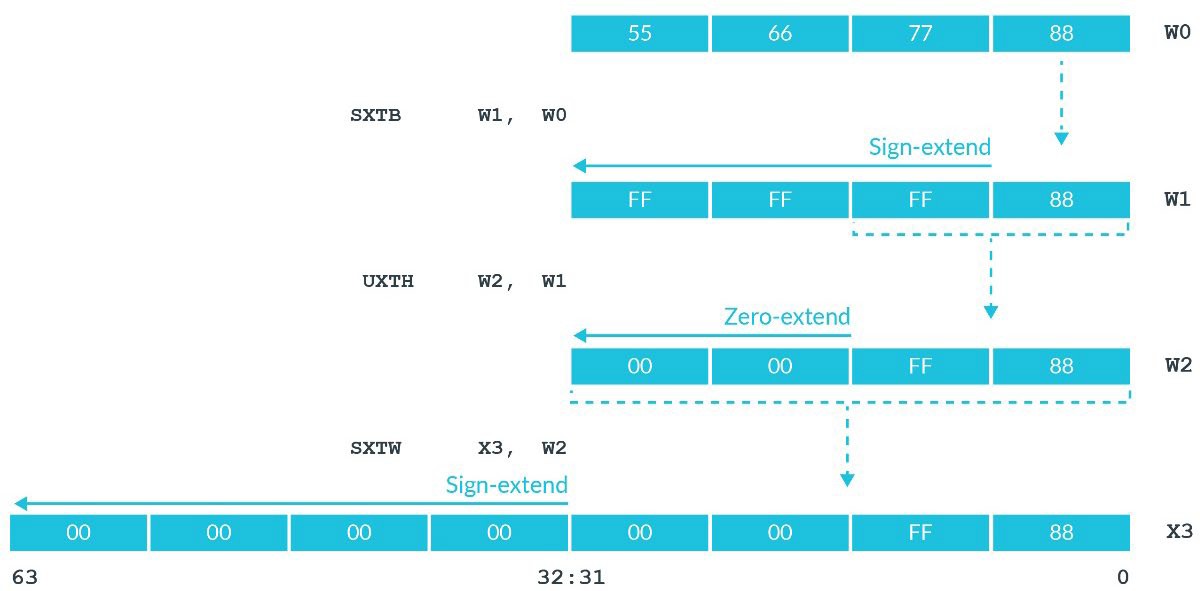 55 66 77 88 W0
SXTB W1, W0
Sign-extend
FF FF FF 88 W1
UXTH W2, W1
Zero-extend
00 00 FF 88 W2
SXTW X3, W2
Sign-extend
00 00 00 00 00 00 FF 88 X3
63 32:31 0